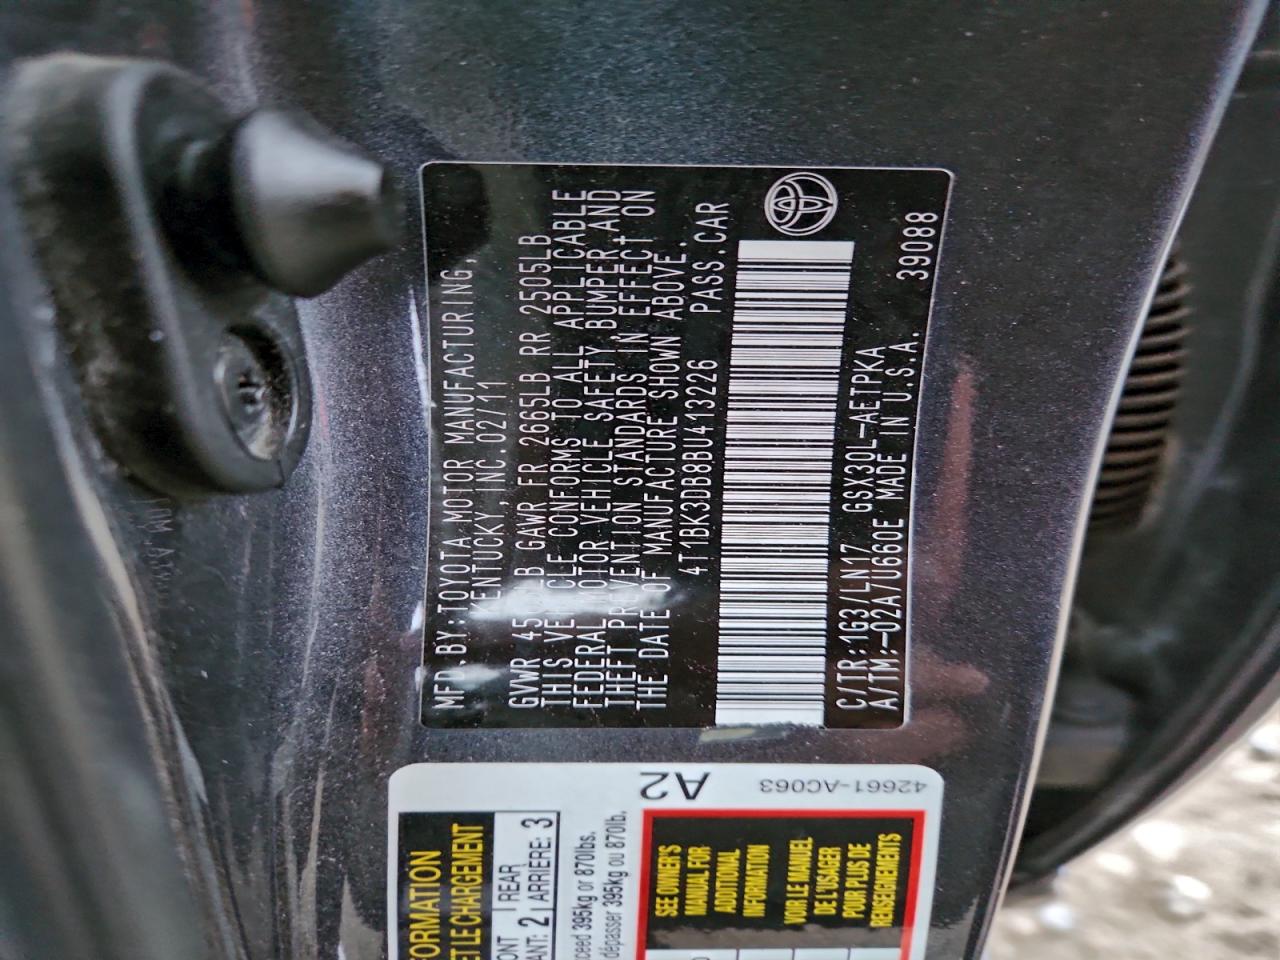 MFD.BY:TOYOTA MOTOR MANUFACTURING,
KENTUCKY, INC.02/11
GVWR GAWR FR 2665LB RR 2505LB
THIS VEHICLE CONFORMS TO ALL APPLICABLE
FEDERAL MOTOR VEHICLE SAFETY,BUMPER,AND
THEFT PREVENTION STANDARDS IN EFFECT ON
THE DATE OF MANUFACTURE SHOWN ABOVE.
4T1BK3DB8BU413226 PASS.CAR
C/TR:1G3/LN17 GSX30L-AETPKA
A/TM:-02A/U660E MADE IN U.S.A. 39088
A2
42661-AC063
ORMATION
ET LE CHARGEMENT
ONT
REAR
ANT: 2 ARRIÈRE: 3
ceed 395kg or 870lbs.
dépasser 395kg ou 870lb.
SEE OWNER'S
MANUAL FOR
ADDITIONAL
INFORMATION
VOIR LE MANUEL
DE L'USAGER
POUR PLUS DE
RENSEIGNEMENTS